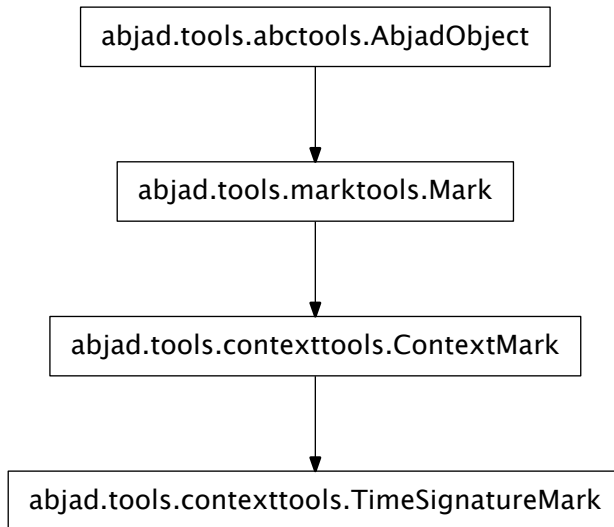 abjad.tools.abctools.AbjadObject
abjad.tools.marktools.Mark
abjad.tools.contexttools.ContextMark
abjad.tools.contexttools.TimeSignatureMark